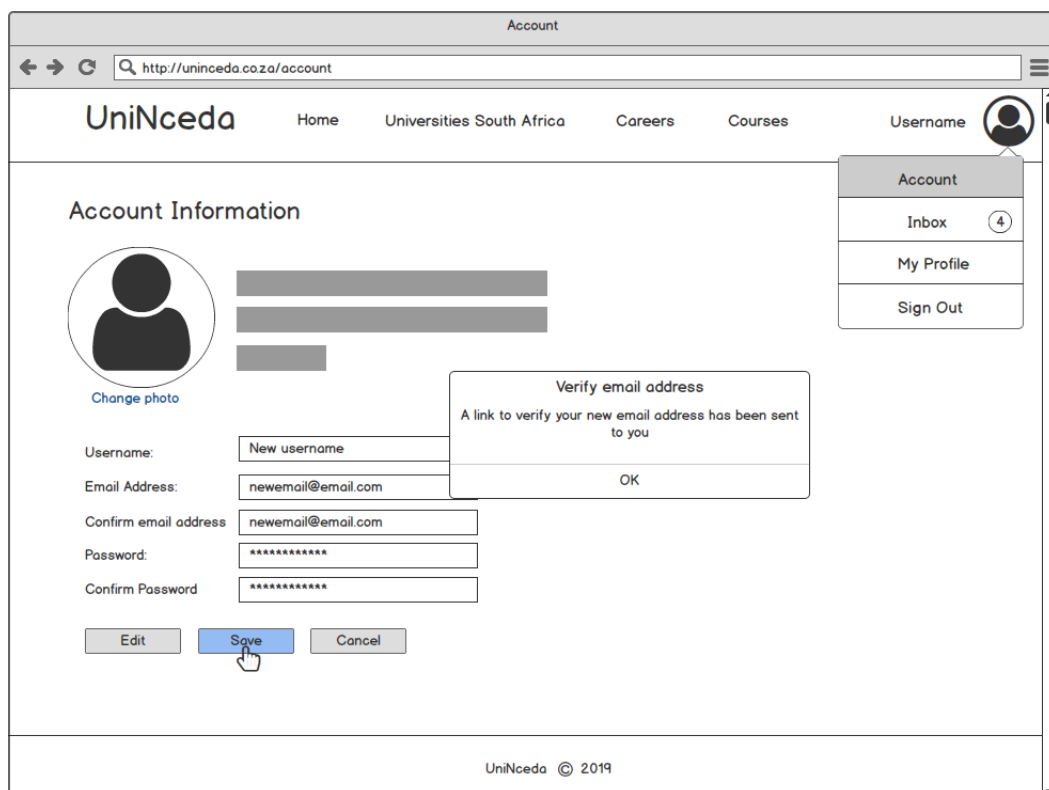 Account
http://uninceda.co.za/account
UniNceda Home Universities South Africa Careers Courses Username
Account
Inbox 4
My Profile
Sign Out
Account Information
Change photo
Verify email address
A link to verify your new email address has been sent
to you
OK
Username: New username
Email Address: newemail@email.com
Confirm email address newemail@email.com
Password: ************
Confirm Password ************
Edit Save Cancel
UniNceda © 2019